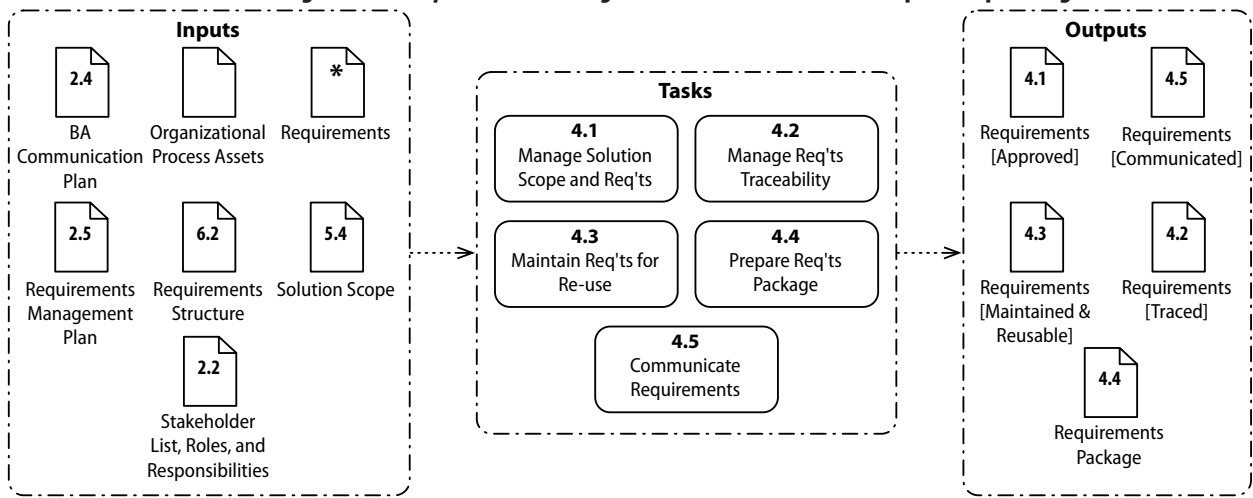 Inputs
2.4
BA
Communication
Plan
Organizational
Process Assets
*
Requirements
2.5
Requirements
Management
Plan
6.2
Requirements
Structure
5.4
Solution Scope
2.2
Stakeholder
List, Roles, and
Responsibilities
Tasks
4.1
Manage Solution
Scope and Req'ts
4.2
Manage Req'ts
Traceability
4.3
Maintain Req'ts for
Re-use
4.4
Prepare Req'ts
Package
4.5
Communicate
Requirements
Outputs
4.1
Requirements
[Approved]
4.5
Requirements
[Communicated]
4.3
Requirements
[Maintained &
Reusable]
4.2
Requirements
[Traced]
4.4
Requirements
Package